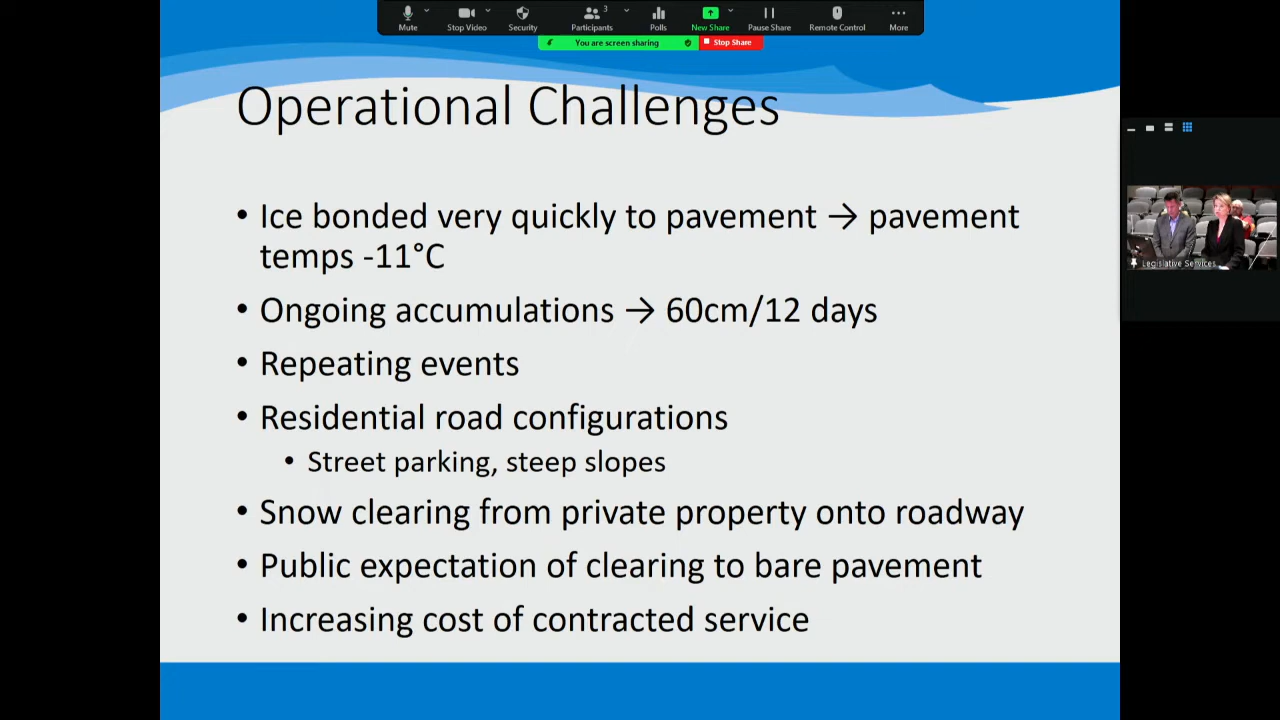 Mute
Stop Video
Security
3
Participants
Polls
New Share
Pause Share
Remote Control
More
You are screen sharing
Stop Share
Operational Challenges
• Ice bonded very quickly to pavement → pavement
temps -11°C
• Ongoing accumulations → 60cm/12 days
• Repeating events
• Residential road configurations
• Street parking, steep slopes
• Snow clearing from private property onto roadway
• Public expectation of clearing to bare pavement
• Increasing cost of contracted service
Legislative Services